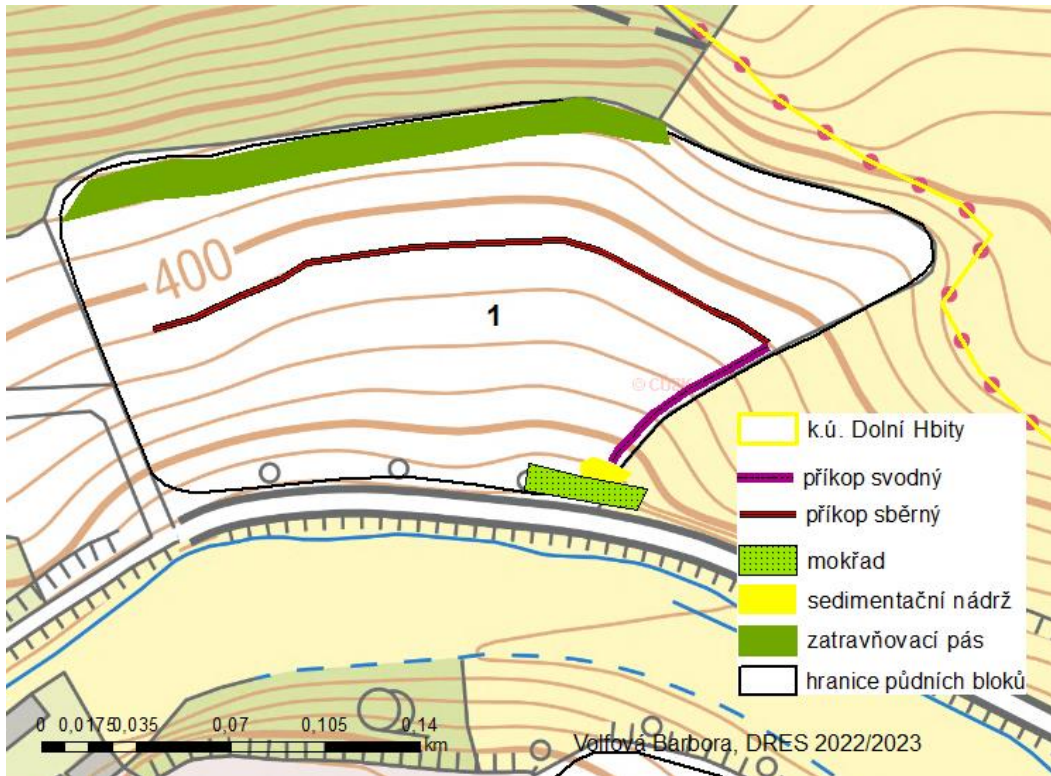 400
1
k.ú. Dolní Hbity
příkop svodný
příkop sběrný
mokřad
sedimentační nádrž
zatravňovací pás
hranice půdních bloků
0 0,0175 0,035 0,07 0,105 0,14
km
Volfová Barbora, DRES 2022/2023